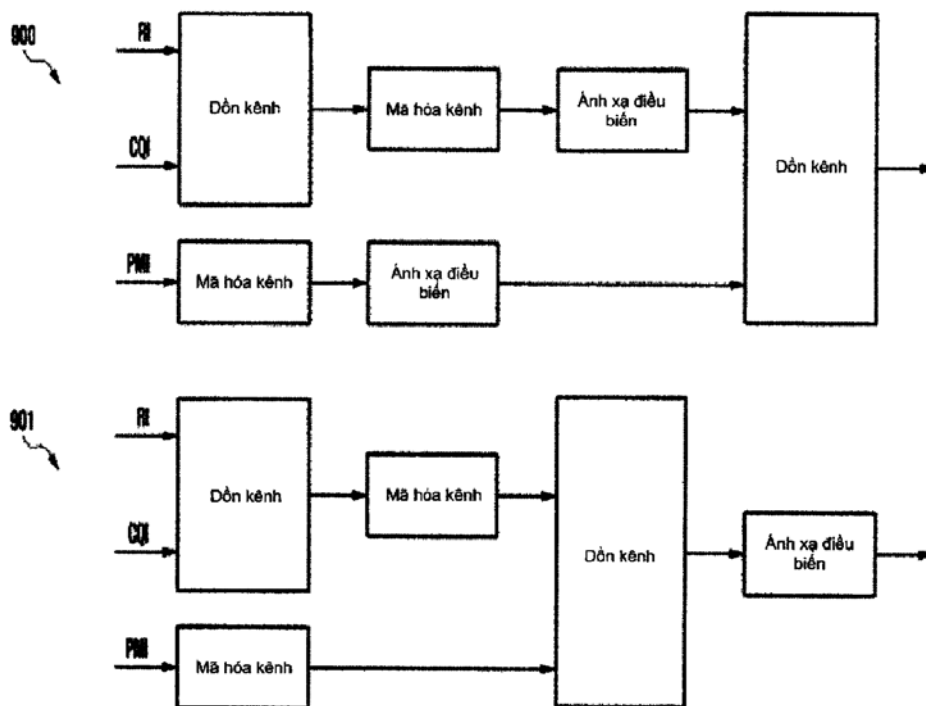 900
RI
CQI
PMI
Dồn kênh
Mã hóa kênh
Ánh xạ điều
biến
Dồn kênh
Mã hóa kênh
Ánh xạ điều
biến
901
RI
CQI
PMI
Dồn kênh
Mã hóa kênh
Dồn kênh
Ánh xạ điều
biến
Mã hóa kênh